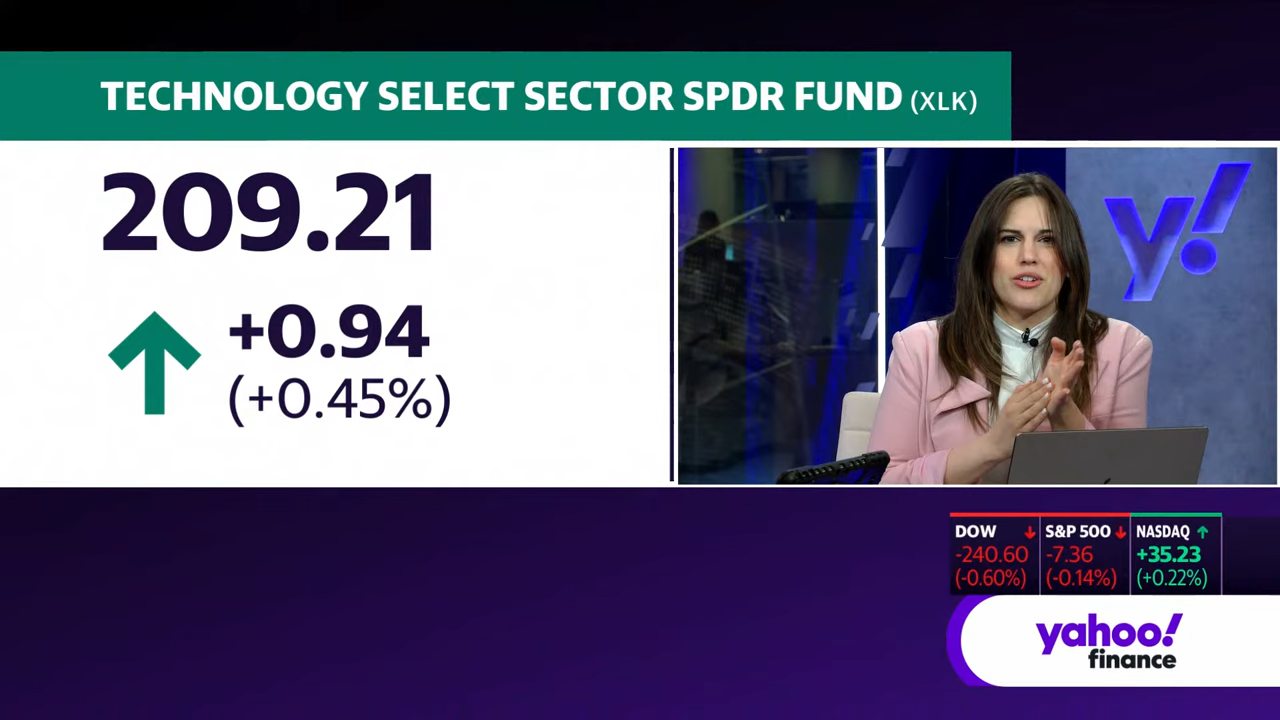 TECHNOLOGY SELECT SECTOR SPDR FUND (XLK)
209.21
+0.94
(+0.45%)
y!
DOW S&P 500 NASDAQ
-240.60 -7.36 +35.23
(-0.60%) (-0.14%) (+0.22%)
yahoo!
finance